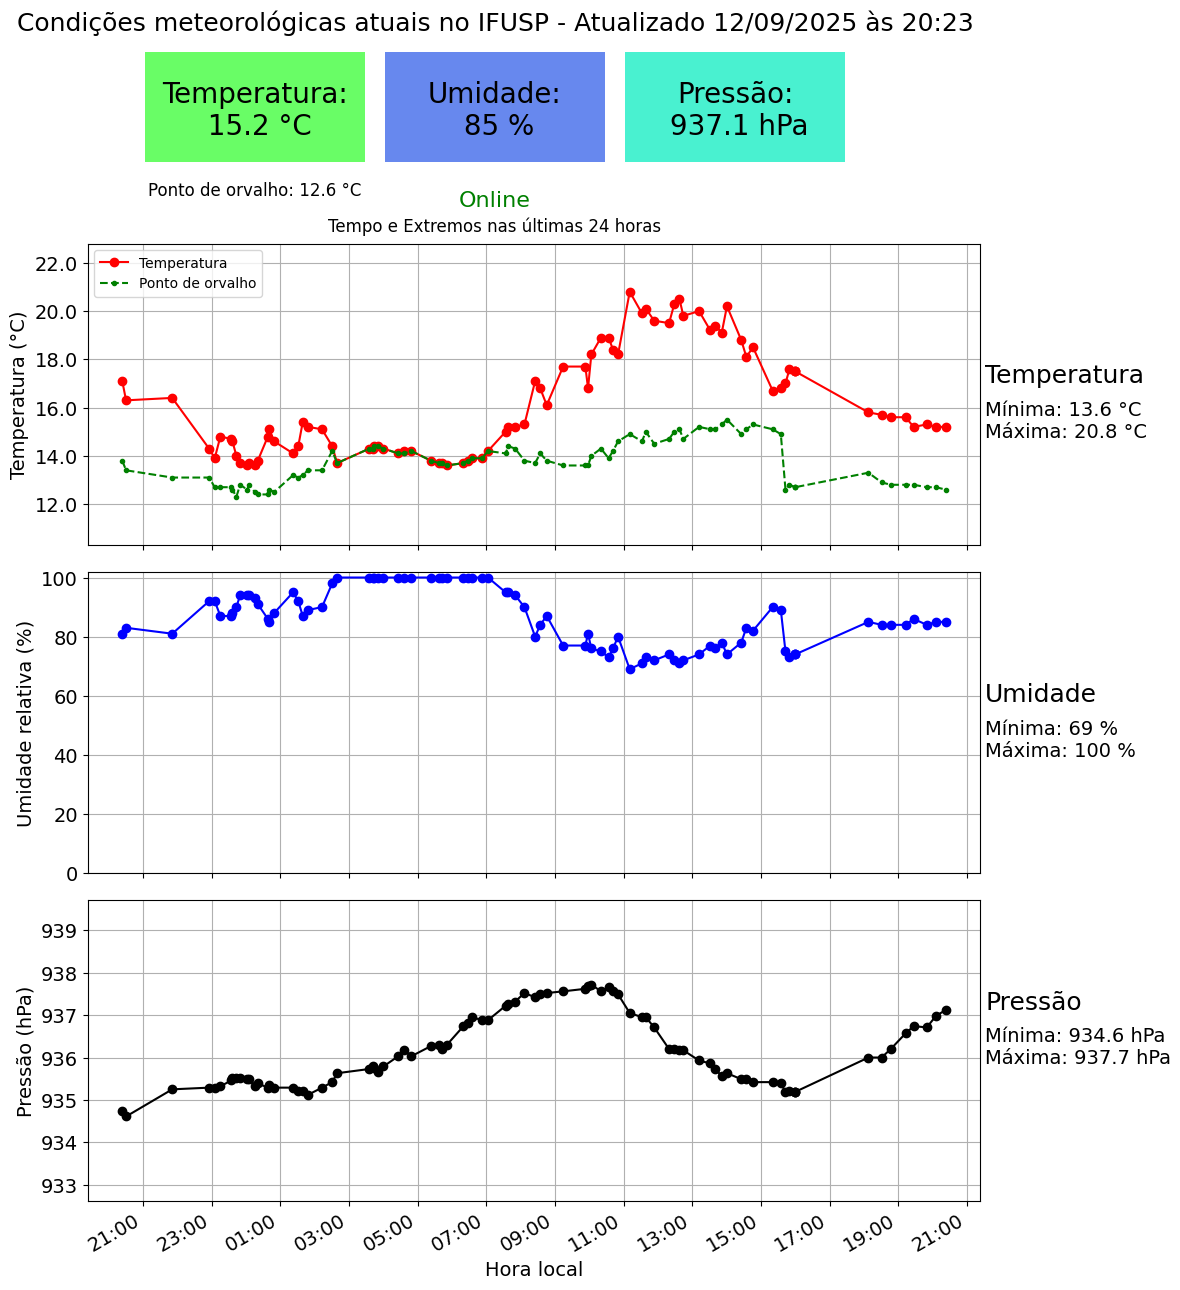 Condições meteorológicas atuais no IFUSP - Atualizado 12/09/2025 às 20:23
Temperatura:
15.2 °C
Umidade:
85 %
Pressão:
937.1 hPa
Ponto de orvalho: 12.6 °C
Online
Tempo e Extremos nas últimas 24 horas
Temperatura
Ponto de orvalho
Temperatura (°C)
22.0
20.0
18.0
16.0
14.0
12.0
Temperatura
Mínima: 13.6 °C
Máxima: 20.8 °C
Umidade relativa (%)
100
80
60
40
20
0
Umidade
Mínima: 69 %
Máxima: 100 %
Pressão (hPa)
939
938
937
936
935
934
933
Pressão
Mínima: 934.6 hPa
Máxima: 937.7 hPa
21:00 23:00 01:00 03:00 05:00 07:00 09:00 11:00 13:00 15:00 17:00 19:00 21:00
Hora local